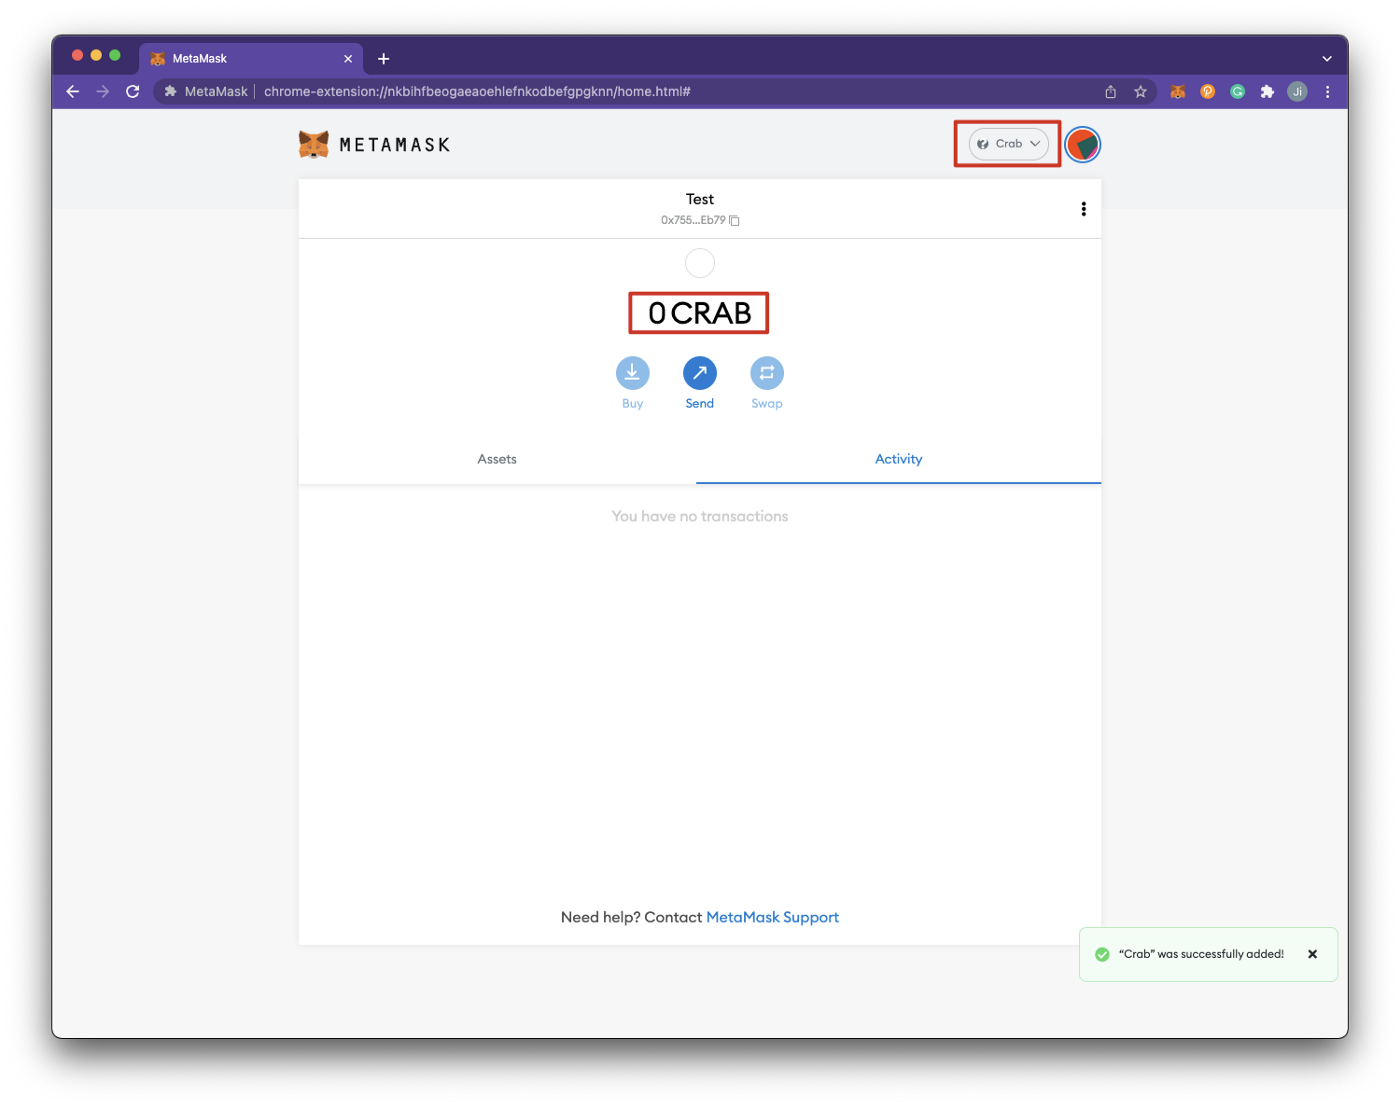 MetaMask
MetaMask | chrome-extension://nkbihfbeogaeaoehlefnkodbefgpgknn/home.html#
Ji
METAMASK
Crab
Test
0x755...Eb79
0 CRAB
Buy
Send
Swap
Assets
Activity
You have no transactions
Need help? Contact MetaMask Support
“Crab” was successfully added!